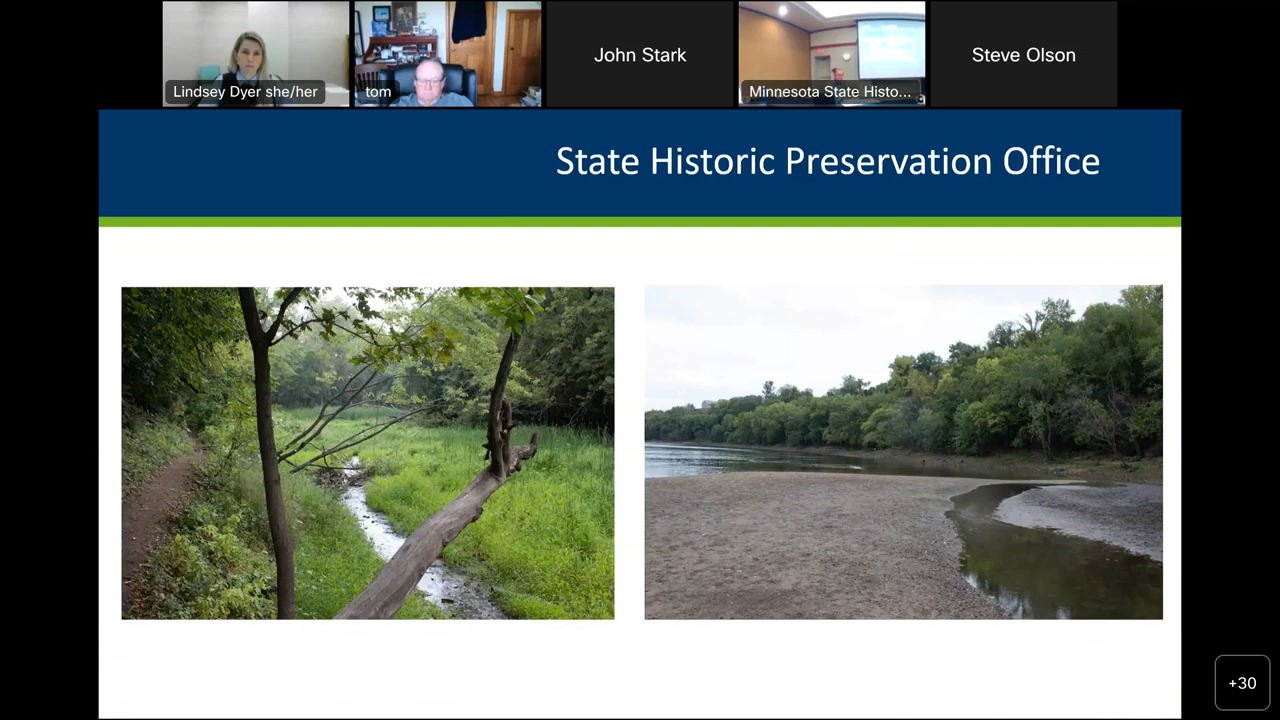 Lindsey Dyer she/her
tom
John Stark
Minnesota State Histo...
Steve Olson
State Historic Preservation Office
+30